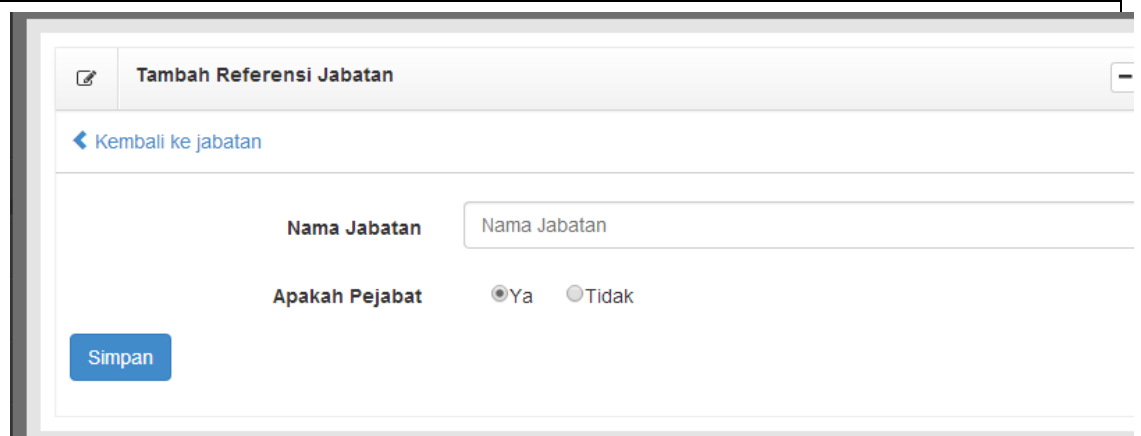 Tambah Referensi Jabatan
Kembali ke jabatan
Nama Jabatan Nama Jabatan
Apakah Pejabat Ya Tidak
Simpan